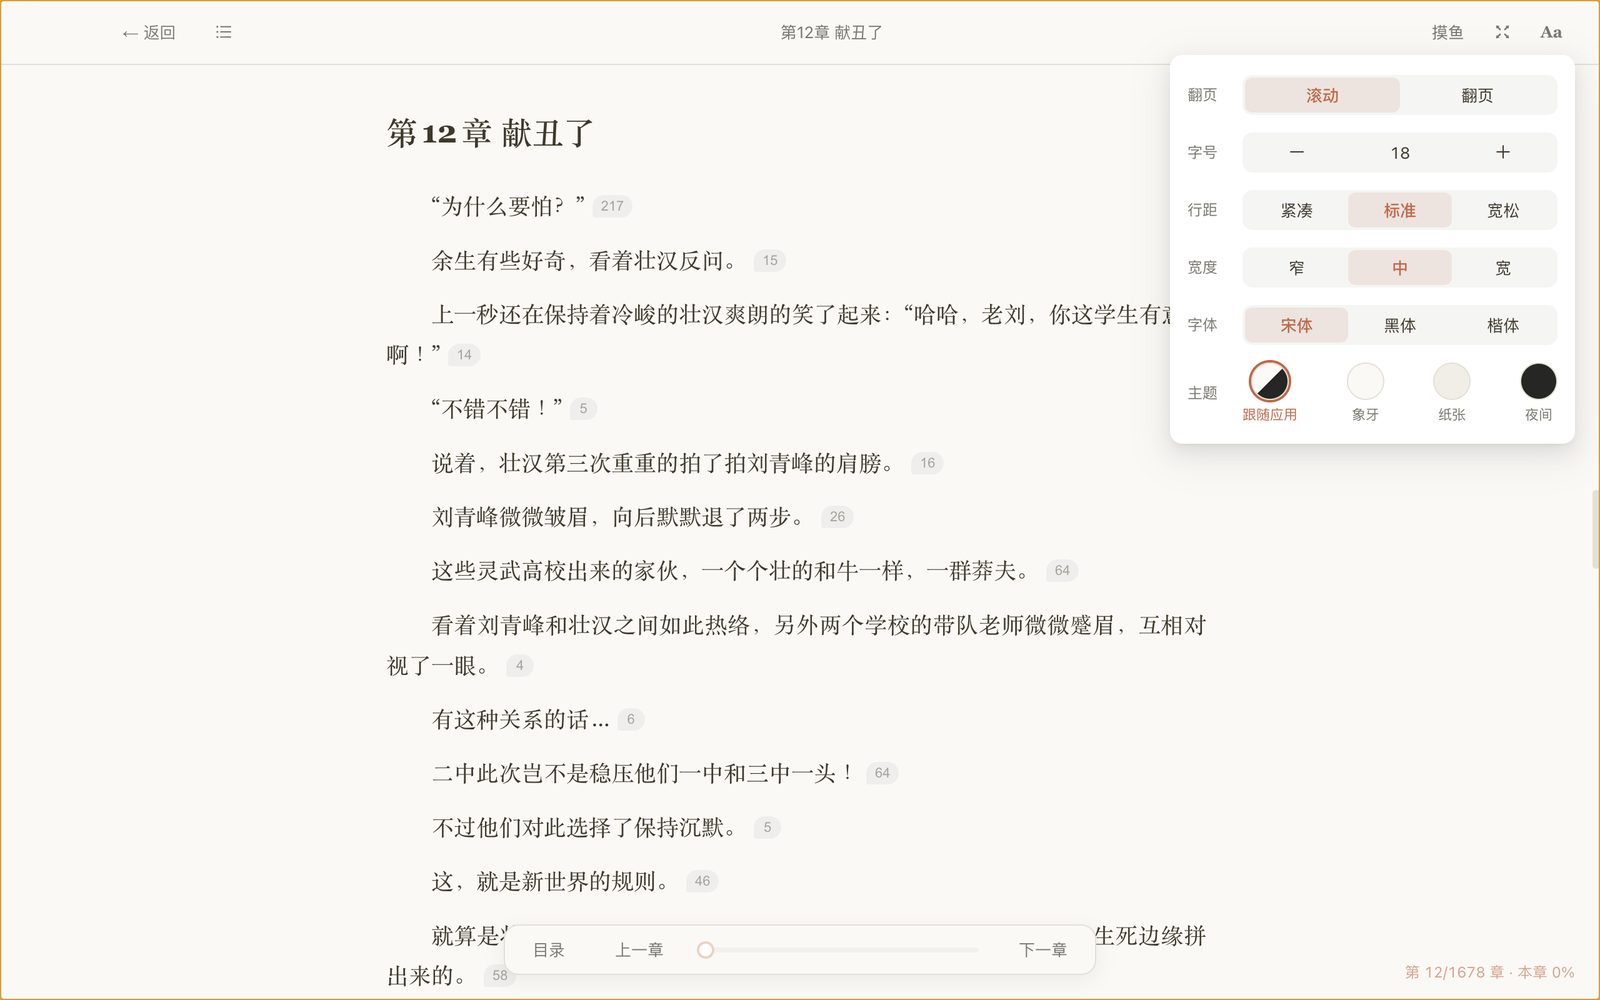 ← 返回
第12章 献丑了
摸鱼
Aa
翻页
滚动
翻页
字号
−
18
+
行距
紧凑
标准
宽松
宽度
窄
中
宽
字体
宋体
黑体
楷体
主题
跟随应用
象牙
纸张
夜间
第12章 献丑了
“为什么要怕？” 217
余生有些好奇，看着壮汉反问。 15
上一秒还在保持着冷峻的壮汉爽朗的笑了起来：“哈哈，老刘，你这学生有
啊！” 14
“不错不错！” 5
说着，壮汉第三次重重的拍了拍刘青峰的肩膀。 16
刘青峰微微皱眉，向后默默退了两步。 26
这些灵武高校出来的家伙，一个个壮的和牛一样，一群莽夫。 64
看着刘青峰和壮汉之间如此热络，另外两个学校的带队老师微微蹙眉，互相对
视了一眼。 4
有这种关系的话... 6
二中此次岂不是稳压他们一中和三中一头！ 64
不过他们对此选择了保持沉默。 5
这，就是新世界的规则。 46
就算是
生死边缘拼
出来的。 58
目录
上一章
下一章
第 12/1678 章 · 本章 0%